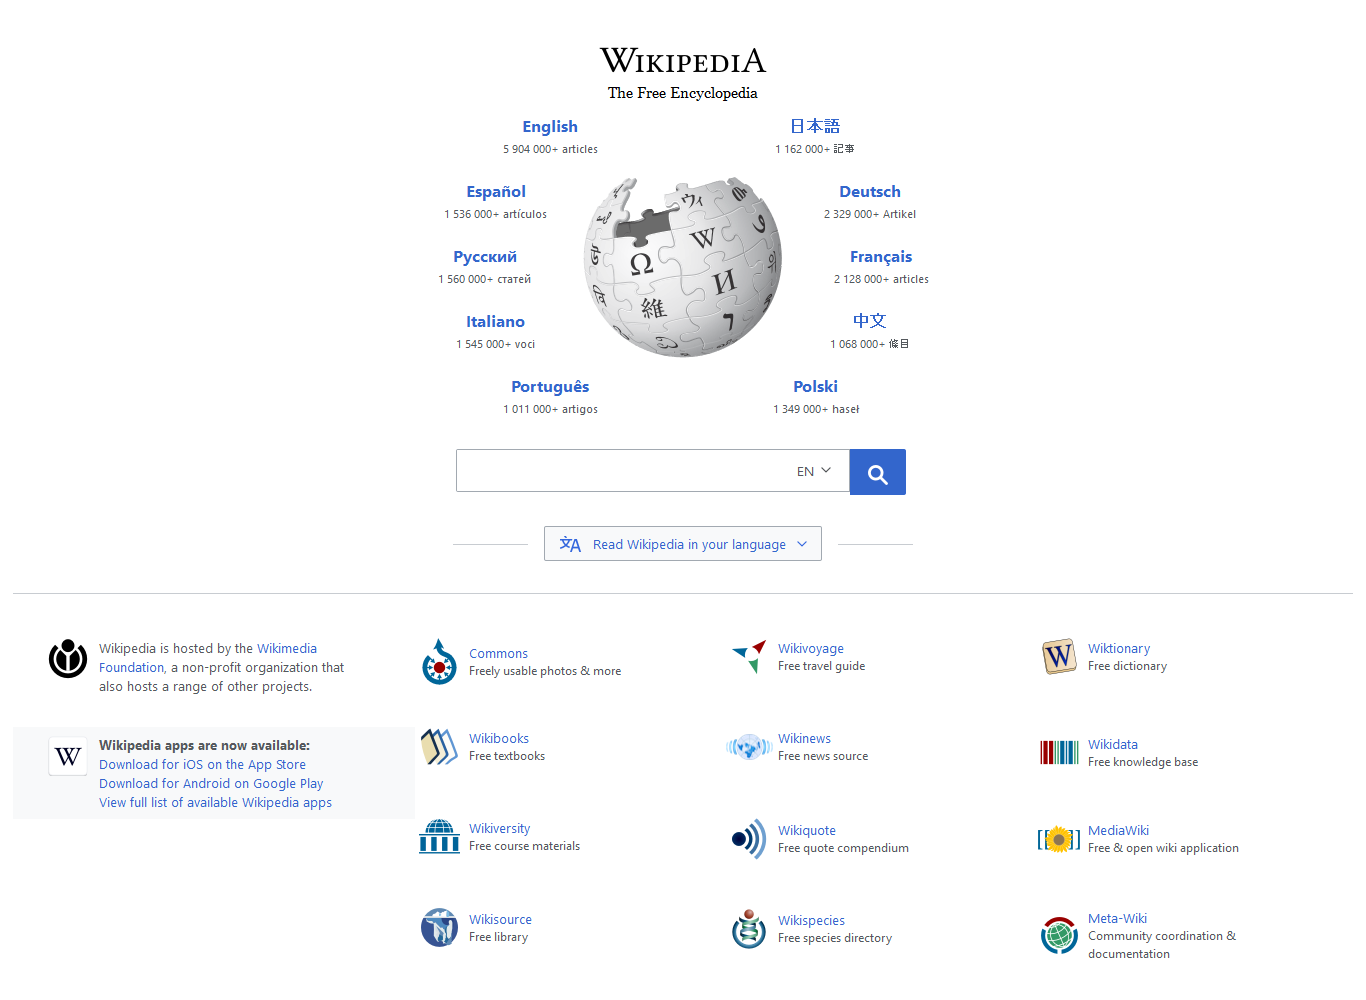 WIKIPEDIA
The Free Encyclopedia
English
5 904 000+ articles
日本語
1 162 000+ 記事
Español
1 536 000+ artículos
Deutsch
2 329 000+ Artikel
Русский
1 560 000+ статей
Français
2 128 000+ articles
Italiano
1 545 000+ voci
中文
1 068 000+ 條目
Português
1 011 000+ artigos
Polski
1 349 000+ haseł
Ω
W
И
維
ウィ
EN
Read Wikipedia in your language
Wikipedia is hosted by the Wikimedia
Foundation, a non-profit organization that
also hosts a range of other projects.
Wikipedia apps are now available:
Download for iOS on the App Store
Download for Android on Google Play
View full list of available Wikipedia apps
Commons
Freely usable photos & more
Wikivoyage
Free travel guide
Wiktionary
Free dictionary
Wikibooks
Free textbooks
Wikinews
Free news source
Wikidata
Free knowledge base
Wikiversity
Free course materials
Wikiquote
Free quote compendium
MediaWiki
Free & open wiki application
Wikisource
Free library
Wikispecies
Free species directory
Meta-Wiki
Community coordination &
documentation